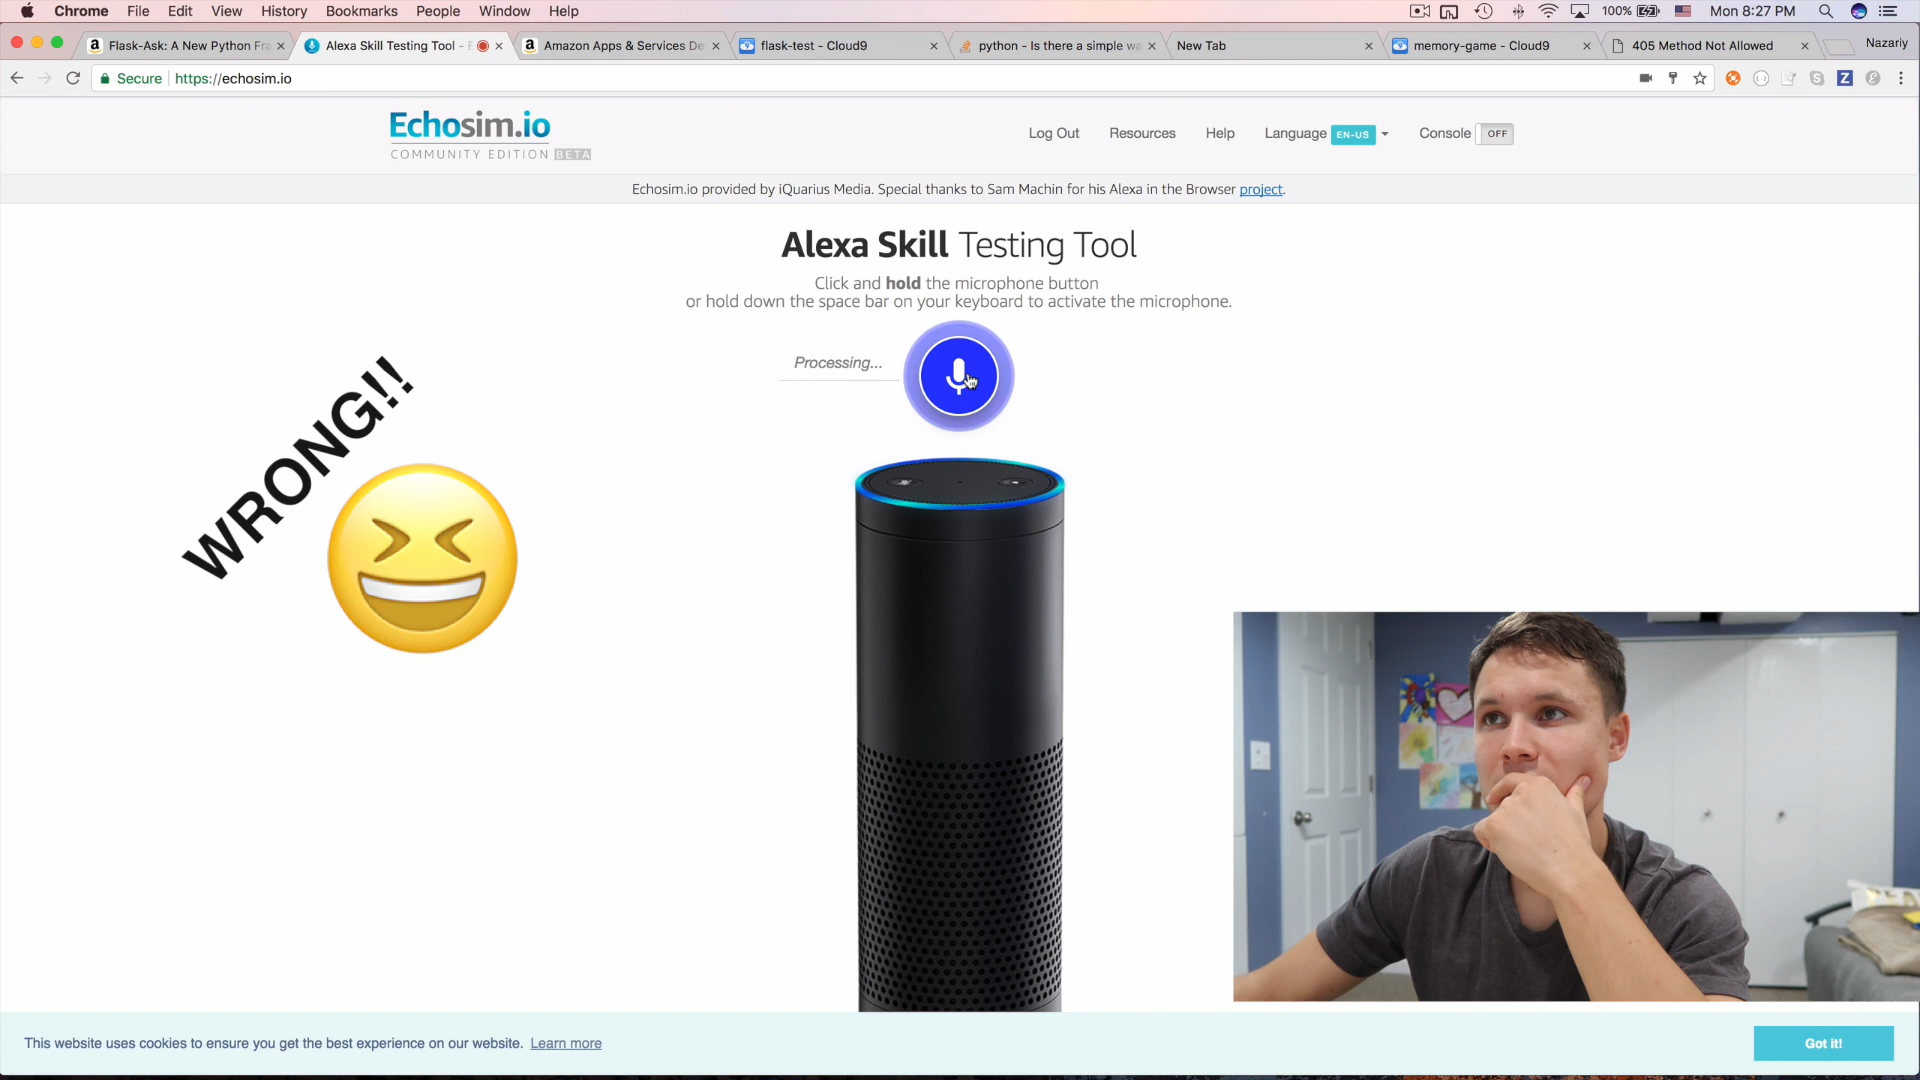 Chrome File Edit View History Bookmarks People Window Help 100% Mon 8:27 PM
Flask-Ask: A New Python Fra
Alexa Skill Testing Tool - E
Amazon Apps & Services De
flask-test - Cloud9
python - Is there a simple wa
New Tab
memory-game - Cloud9
405 Method Not Allowed
Nazariy
Secure https://echosim.io
Echosim.io
COMMUNITY EDITION BETA
Log Out Resources Help Language EN-US Console OFF
Echosim.io provided by iQuarius Media. Special thanks to Sam Machin for his Alexa in the Browser project.
Alexa Skill Testing Tool
Click and hold the microphone button
or hold down the space bar on your keyboard to activate the microphone.
Processing...
WRONG!!
This website uses cookies to ensure you get the best experience on our website. Learn more
Got it!